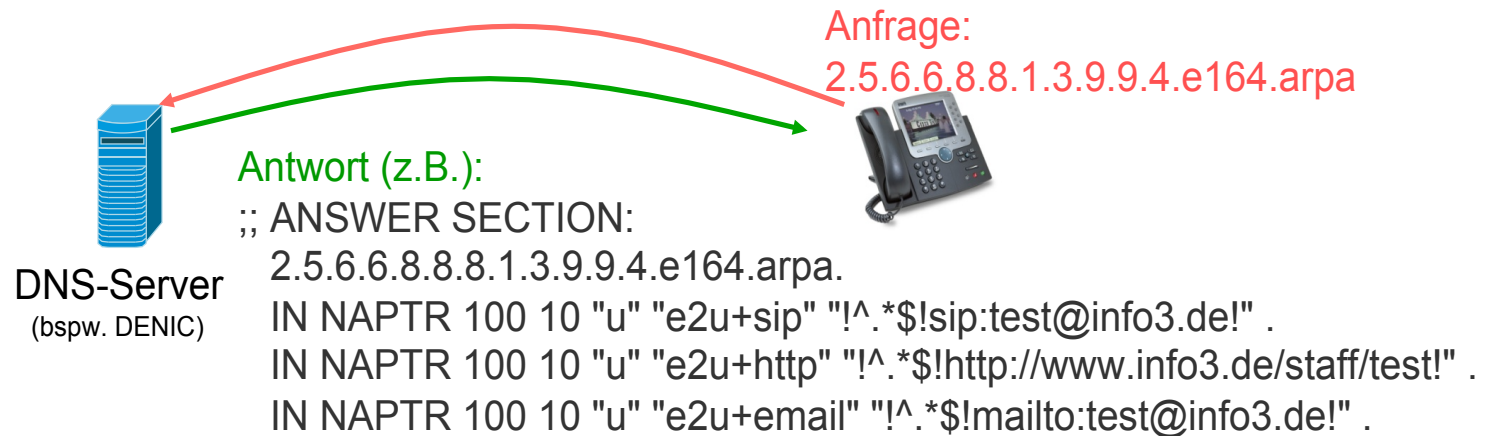 Anfrage:
2.5.6.6.8.8.1.3.9.9.4.e164.arpa
Antwort (z.B.):
;; ANSWER SECTION:
2.5.6.6.8.8.8.1.3.9.9.4.e164.arpa.
DNS-Server
(bspw. DENIC)
IN NAPTR 100 10 "u" "e2u+sip" "!^.*$!sip:test@info3.de!" .
IN NAPTR 100 10 "u" "e2u+http" "!^.*$!http://www.info3.de/staff/test!" .
IN NAPTR 100 10 "u" "e2u+email" "!^.*$!mailto:test@info3.de!" .